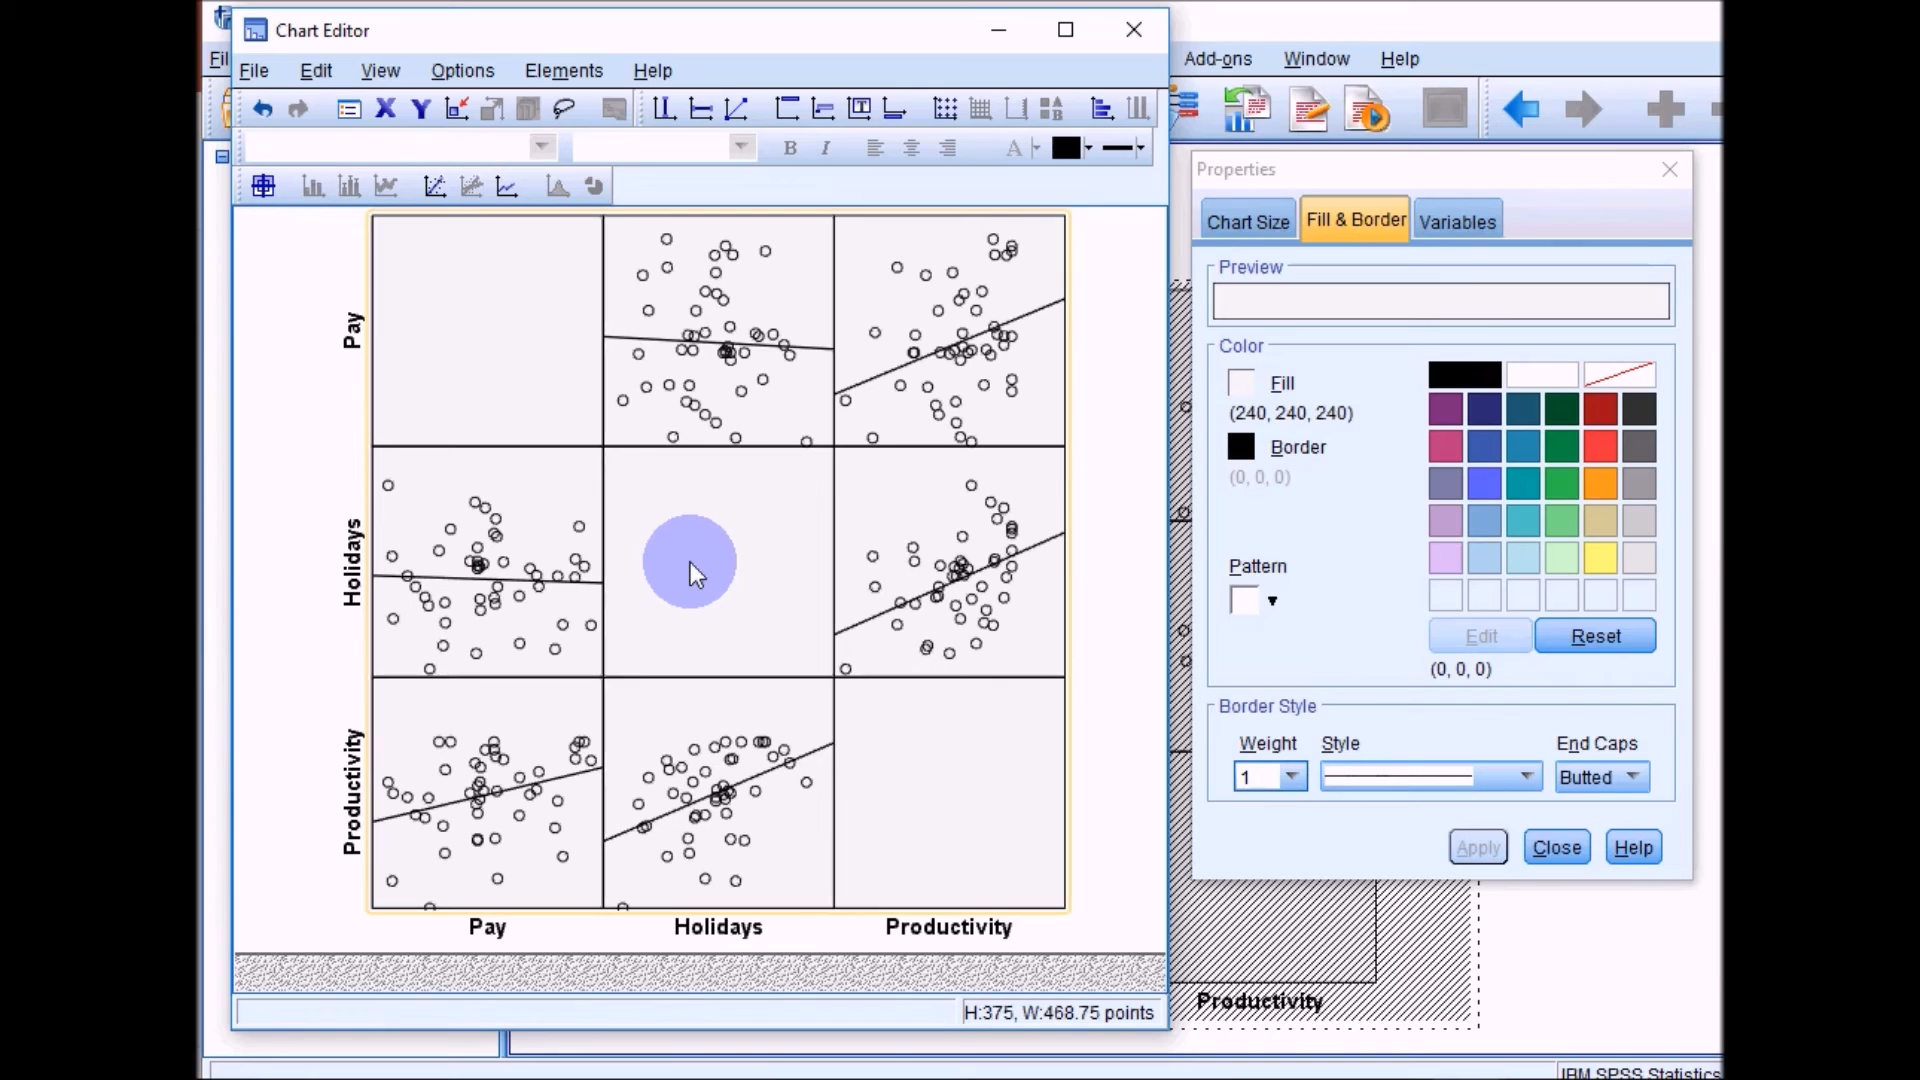 Chart Editor
Fil
Add-ons Window Help
File Edit View Options Elements Help
X Y
B I A
Properties
Chart Size Fill & Border Variables
Preview
Color
Fill
(240, 240, 240)
Border
(0, 0, 0)
Pattern
Edit Reset
(0, 0, 0)
Border Style
Weight Style End Caps
1 Butted
Apply Close Help
Pay
Holidays
Productivity
Pay Holidays Productivity
Productivity
H:375, W:468.75 points
IBM SPSS Statistics